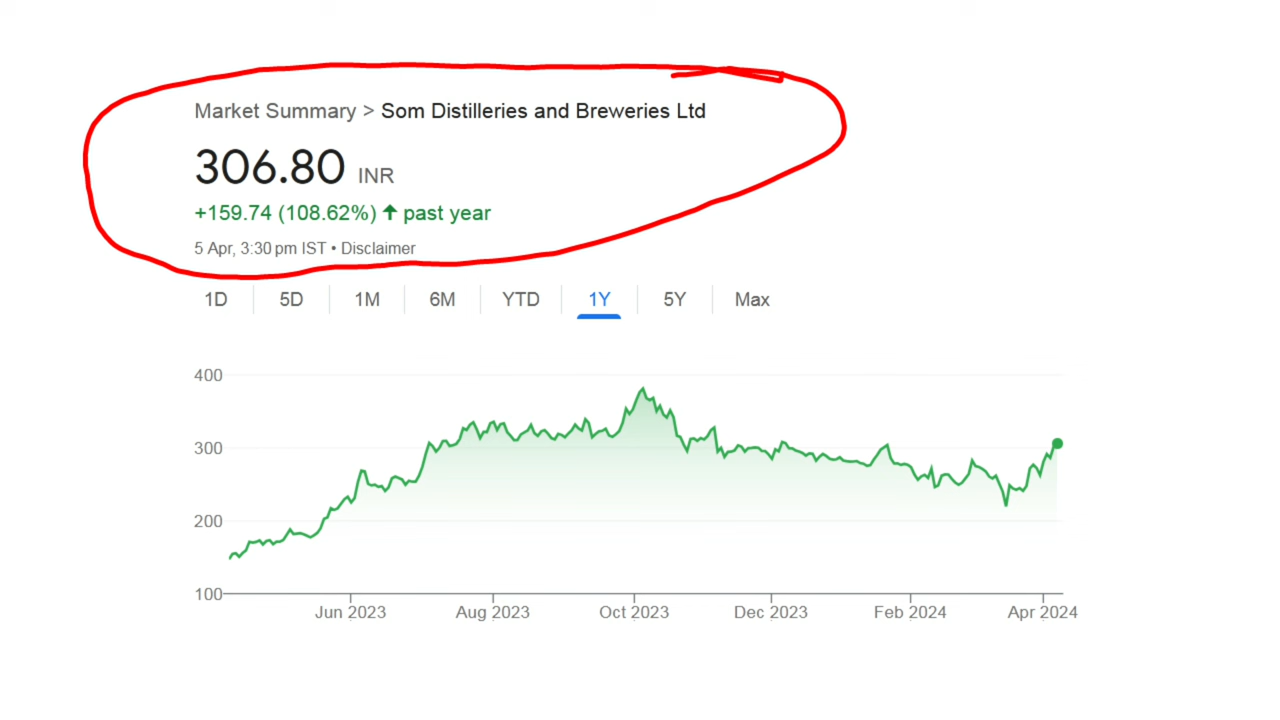 Market Summary > Som Distilleries and Breweries Ltd
306.80 INR
+159.74 (108.62%) ↑ past year
5 Apr, 3:30 pm IST • Disclaimer
1D 5D 1M 6M YTD 1Y 5Y Max
400
300
200
100
Jun 2023 Aug 2023 Oct 2023 Dec 2023 Feb 2024 Apr 2024